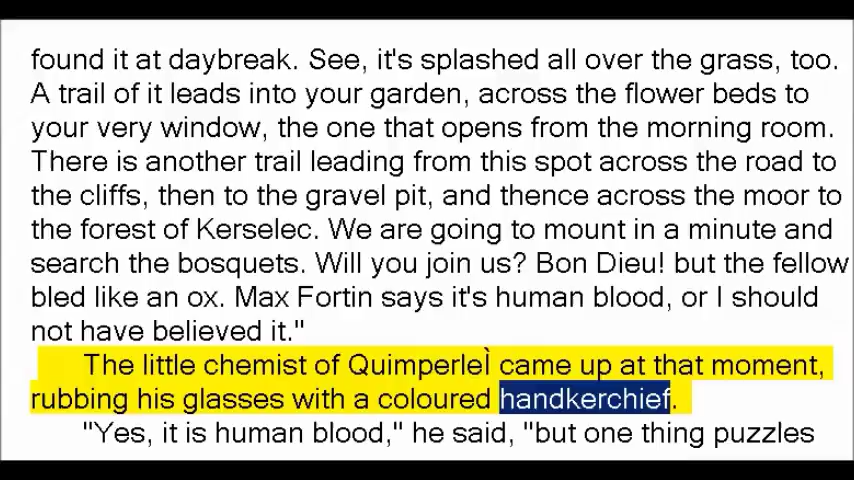 found it at daybreak. See, it's splashed all over the grass, too.
A trail of it leads into your garden, across the flower beds to
your very window, the one that opens from the morning room.
There is another trail leading from this spot across the road to
the cliffs, then to the gravel pit, and thence across the moor to
the forest of Kerselec. We are going to mount in a minute and
search the bosquets. Will you join us? Bon Dieu! but the fellow
bled like an ox. Max Fortin says it's human blood, or I should
not have believed it."
The little chemist of Quimperleì came up at that moment,
rubbing his glasses with a coloured handkerchief.
"Yes, it is human blood," he said, "but one thing puzzles